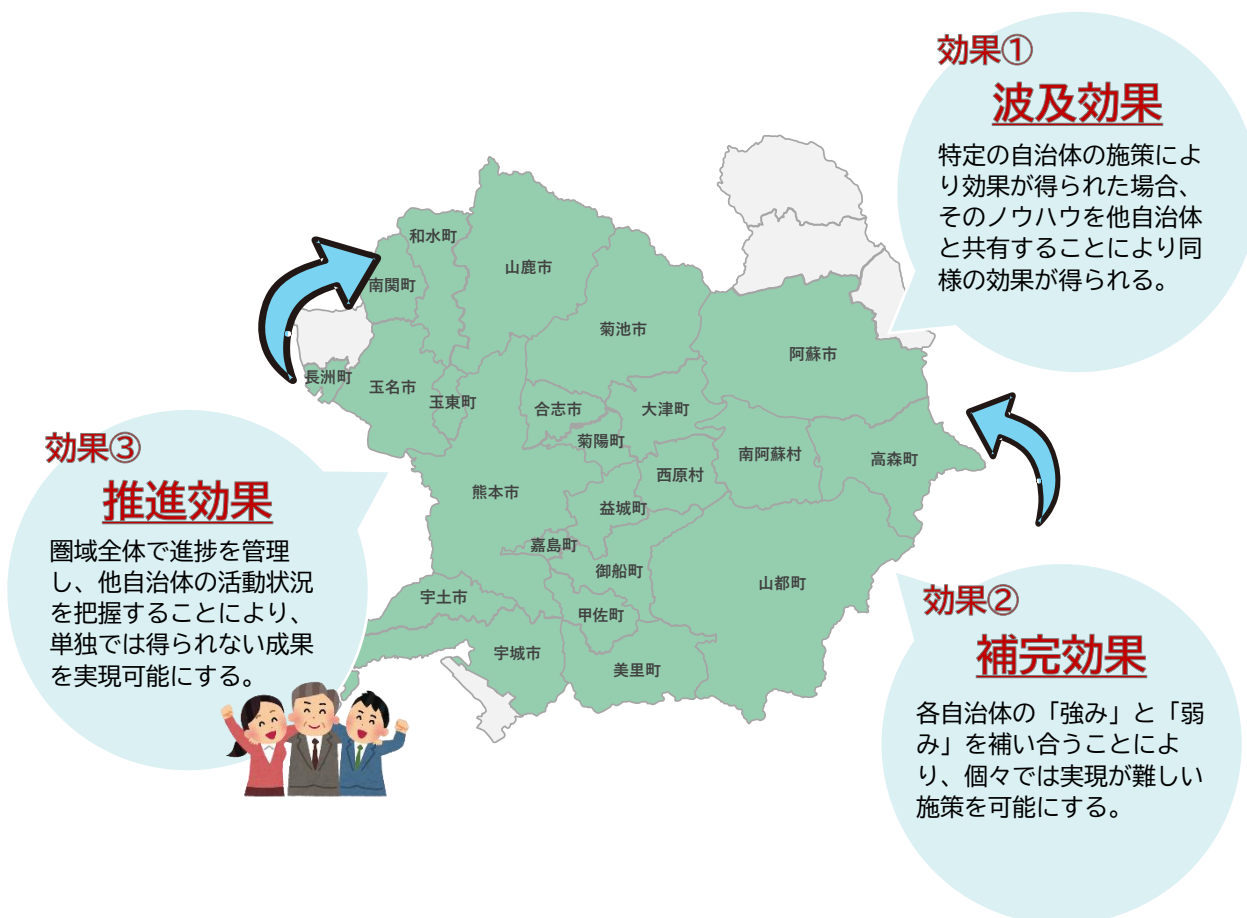 効果①
波及効果
特定の自治体の施策によ
り効果が得られた場合、
そのノウハウを他自治体
と共有することにより同
様の効果が得られる。
和水町
南関町
山鹿市
菊池市
阿蘇市
長洲町
玉名市
玉東町
合志市
大津町
菊陽町
南阿蘇村
高森町
西原村
熊本市
益城町
嘉島町
御船町
山都町
宇土市
甲佐町
宇城市
美里町
効果②
補完効果
各自治体の「強み」と「弱
み」を補い合うことによ
り、個々では実現が難しい
施策を可能にする。
効果③
推進効果
圏域全体で進捗を管理
し、他自治体の活動状況
を把握することにより、
単独では得られない成果
を実現可能にする。